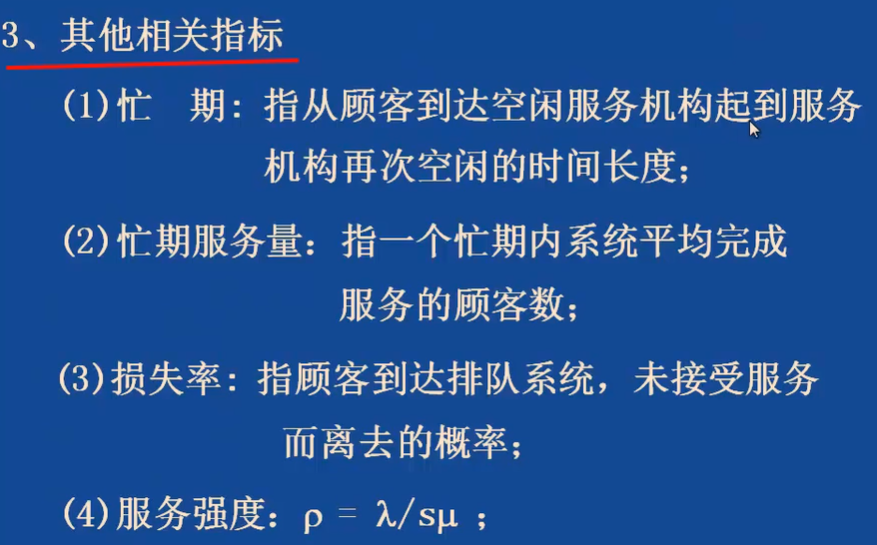 3、其他相关指标
(1)忙　期：指从顾客到达空闲服务机构起到服务
机构再次空闲的时间长度；
(2)忙期服务量：指一个忙期内系统平均完成
服务的顾客数；
(3)损失率：指顾客到达排队系统，未接受服务
而离去的概率；
(4)服务强度：ρ = λ/sμ ；